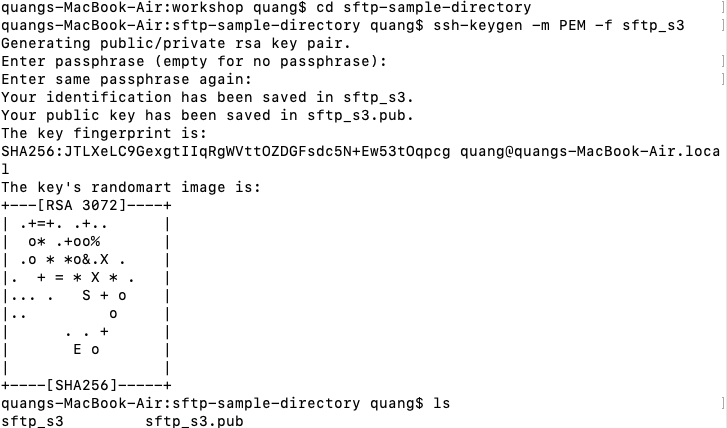 quangs-MacBook-Air:workshop quang$ cd sftp-sample-directory
quangs-MacBook-Air:sftp-sample-directory quang$ ssh-keygen -m PEM -f sftp_s3 ]
Generating public/private rsa key pair.
Enter passphrase (empty for no passphrase): ]
Enter same passphrase again: ]
Your identification has been saved in sftp_s3.
Your public key has been saved in sftp_s3.pub.
The key fingerprint is:
SHA256:JTLXeLC9GexgtIIqRgWVttOZDGFsdc5N+Ew53tOqpcg quang@quangs-MacBook-Air.loca
l
The key's randomart image is:
+---[RSA 3072]----+
| .+=+. .+..      |
|  o* .+oo%       |
| .o * *o&.X .    |
|.  + = * X * .   |
|... .   S + o    |
|..         o     |
|      . . +      |
|       E o       |
|                 |
+----[SHA256]-----+
quangs-MacBook-Air:sftp-sample-directory quang$ ls ]
sftp_s3         sftp_s3.pub